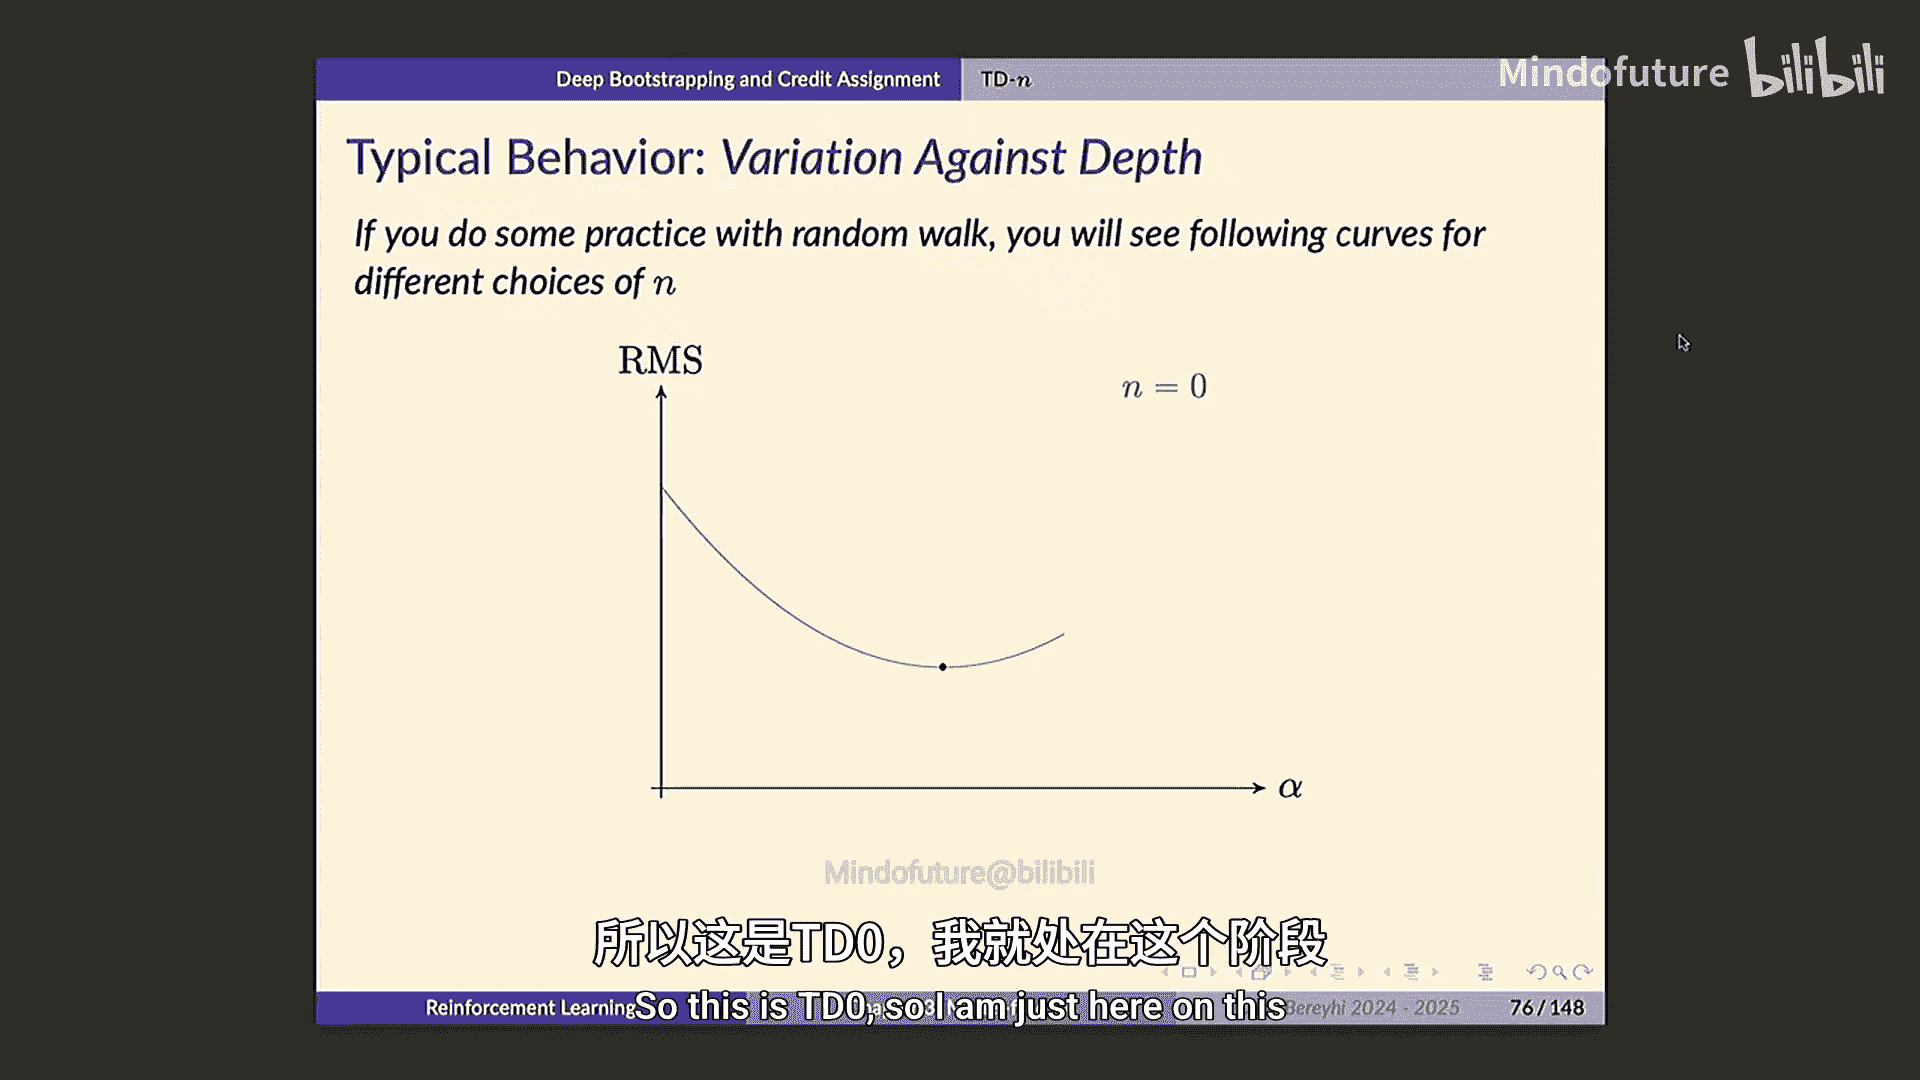 Deep Bootstrapping and Credit Assignment
TD-n
Mindofuture bilibili
Typical Behavior: Variation Against Depth
If you do some practice with random walk, you will see following curves for
different choices of n
RMS
n = 0
α
Mindofuture@bilibili
所以这是TD0，我就处在这个阶段
So this is TD0, so I am just here on this
Reinforcement Learning
Bereyhi 2024 - 2025
76 / 148